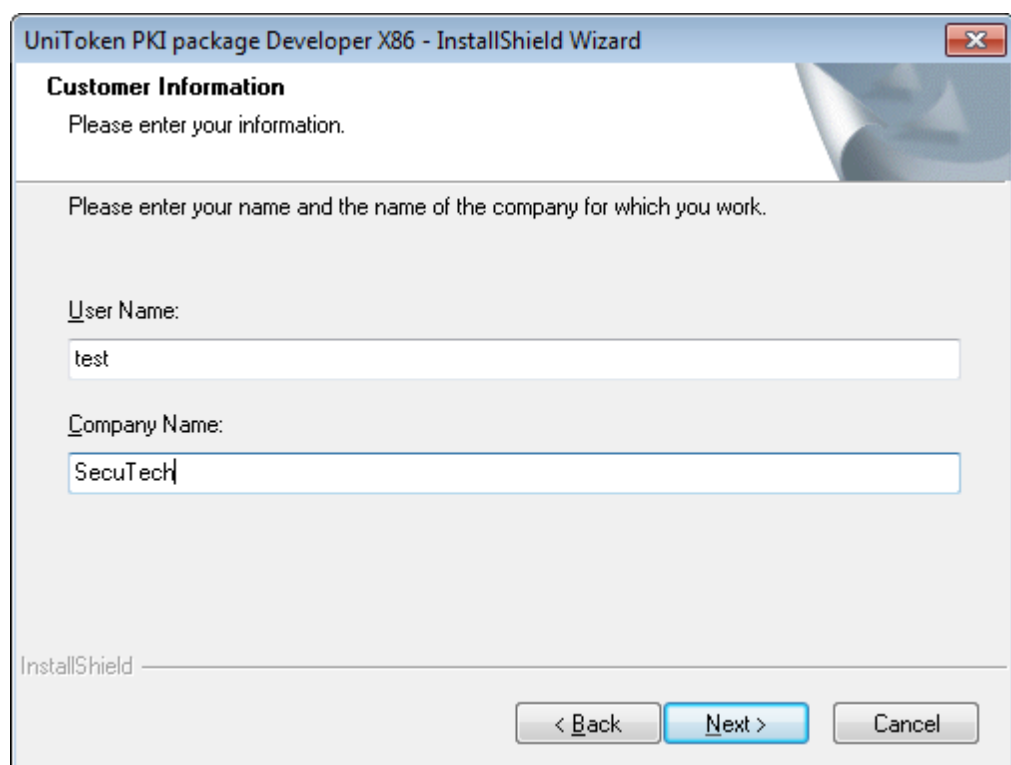 UniToken PKI package Developer X86 - InstallShield Wizard
Customer Information
Please enter your information.
Please enter your name and the name of the company for which you work.
User Name:
test
Company Name:
SecuTech
InstallShield
< Back Next > Cancel